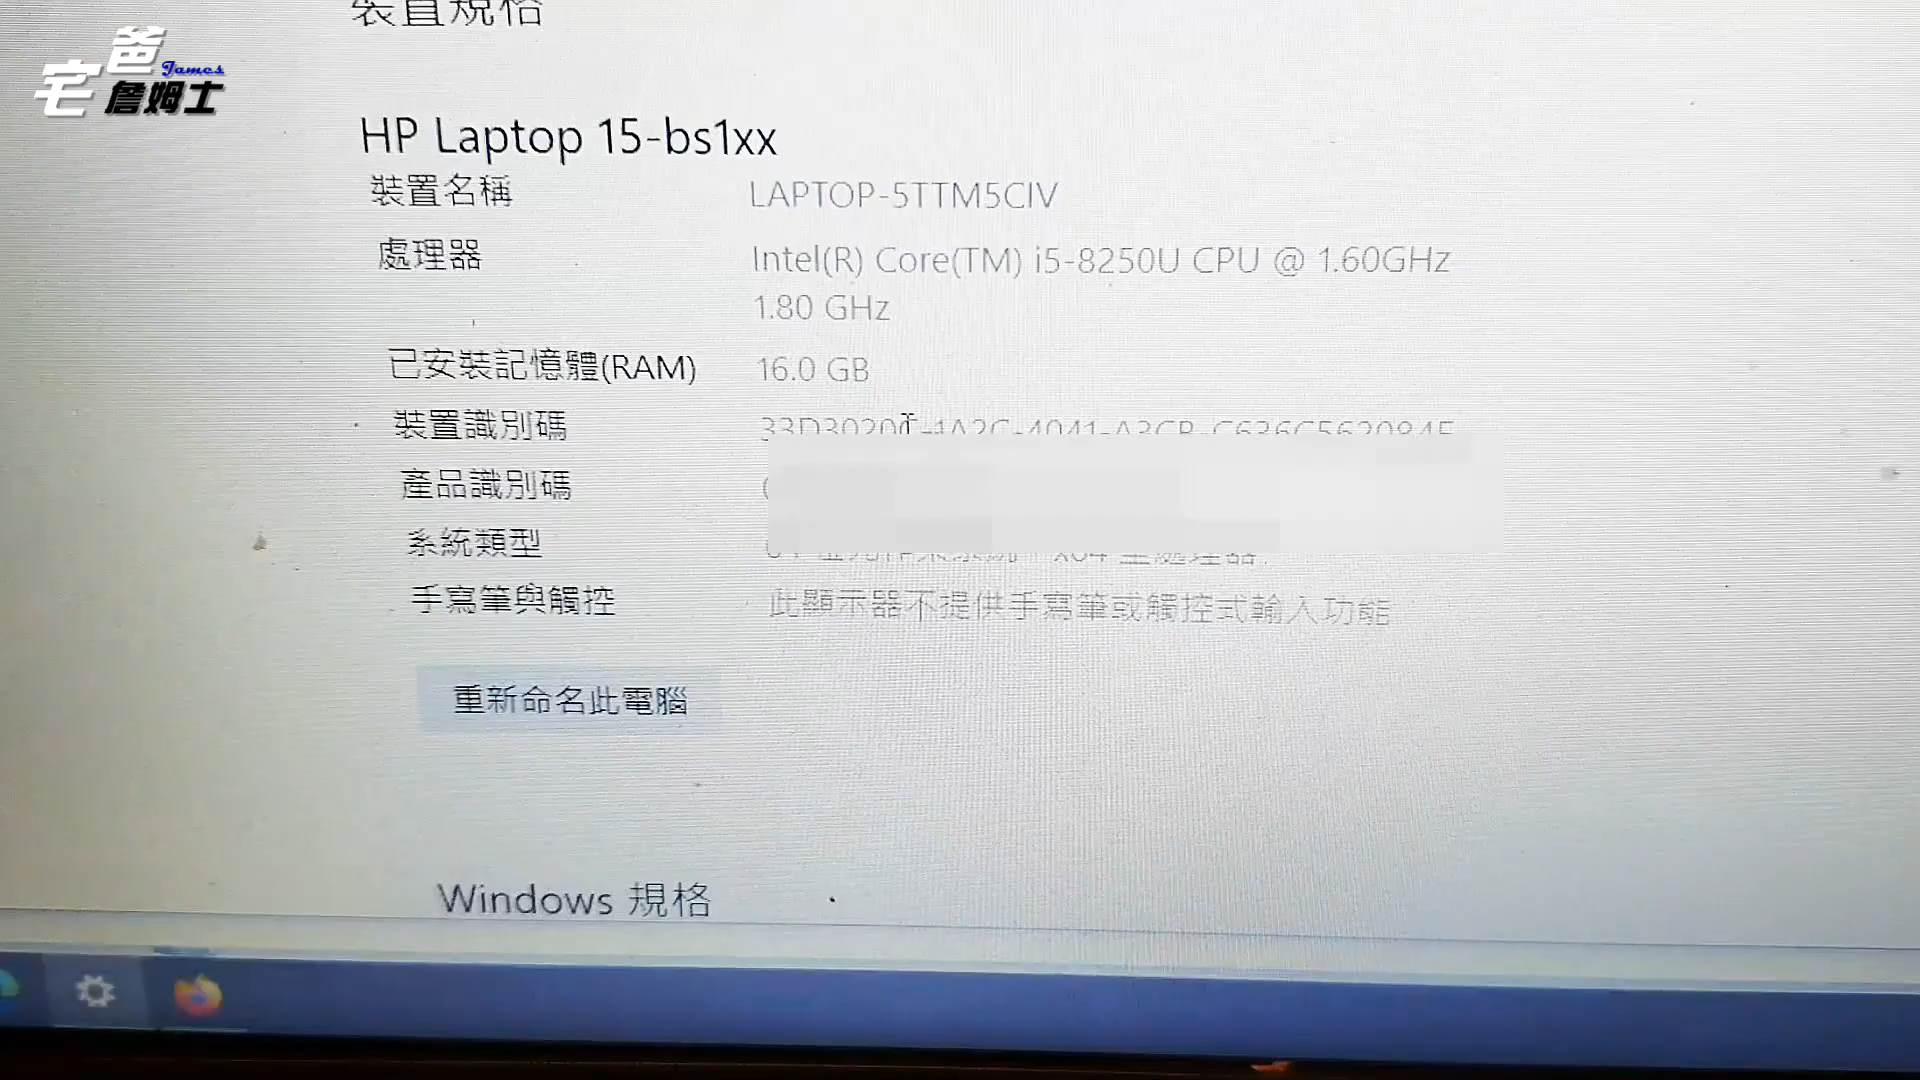 裝置規格
宅爸
James
詹姆士
HP Laptop 15-bs1xx
裝置名稱 LAPTOP-5TTM5CIV
處理器 Intel(R) Core(TM) i5-8250U CPU @ 1.60GHz
1.80 GHz
已安裝記憶體(RAM) 16.0 GB
裝置識別碼
產品識別碼
系統類型
手寫筆與觸控 此顯示器不提供手寫筆或觸控式輸入功能
重新命名此電腦
Windows 規格